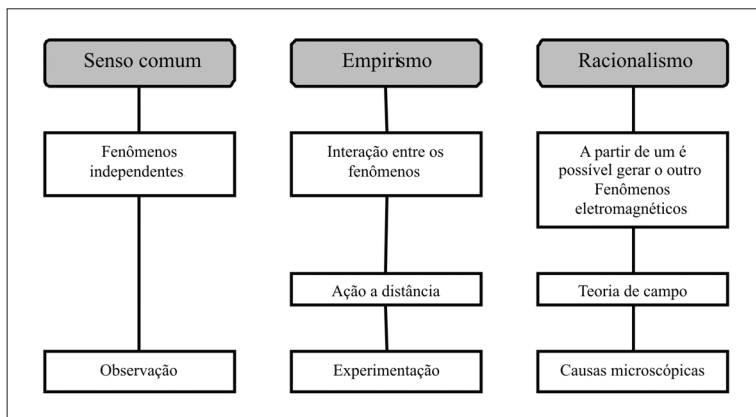 Senso comum
Fenômenos
independentes
Observação
Empirismo
Interação entre os
fenômenos
Ação a distância
Experimentação
Racionalismo
A partir de um é
possível gerar o outro
Fenômenos
eletromagnéticos
Teoria de campo
Causas microscópicas